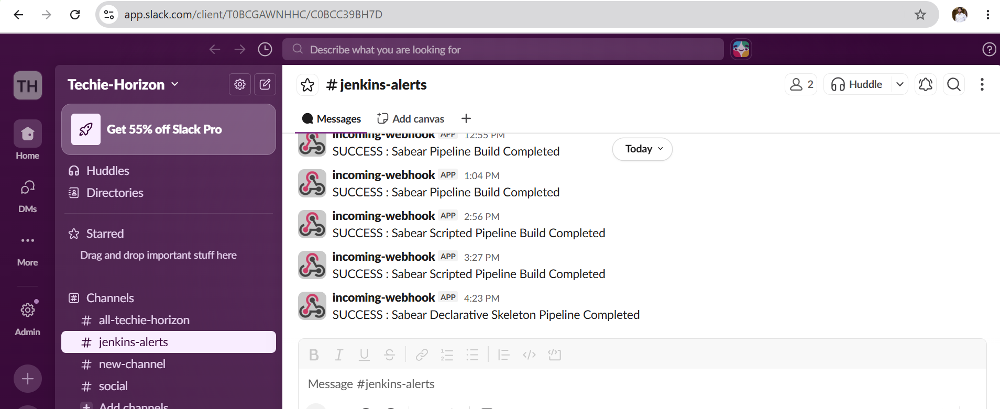 app.slack.com/client/T0BCGAWNHHC/C0BCC39BH7D
Describe what you are looking for
TH
Techie-Horizon
# jenkins-alerts
2
Huddle
Get 55% off Slack Pro
Messages
Add canvas
Home
Huddles
Directories
DMs
Starred
Drag and drop important stuff here
More
Channels
# all-techie-horizon
# jenkins-alerts
# new-channel
# social
Add channels
Admin
incoming-webhook APP 12:55 PM
SUCCESS : Sabear Pipeline Build Completed
Today
incoming-webhook APP 1:04 PM
SUCCESS : Sabear Pipeline Build Completed
incoming-webhook APP 2:56 PM
SUCCESS : Sabear Scripted Pipeline Build Completed
incoming-webhook APP 3:27 PM
SUCCESS : Sabear Scripted Pipeline Build Completed
incoming-webhook APP 4:23 PM
SUCCESS : Sabear Declarative Skeleton Pipeline Completed
Message #jenkins-alerts